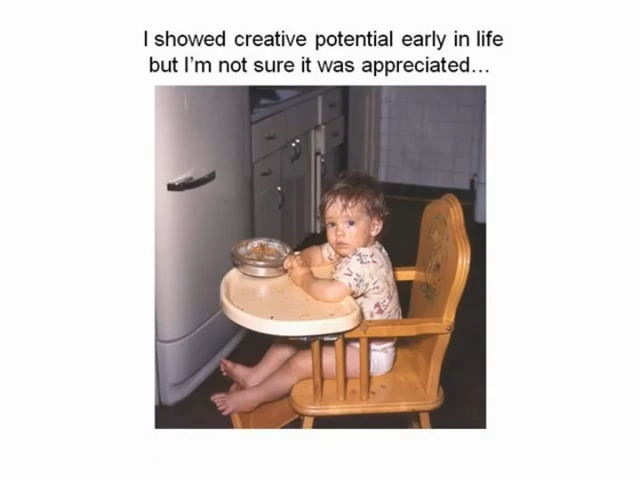 I showed creative potential early in life
but I'm not sure it was appreciated…